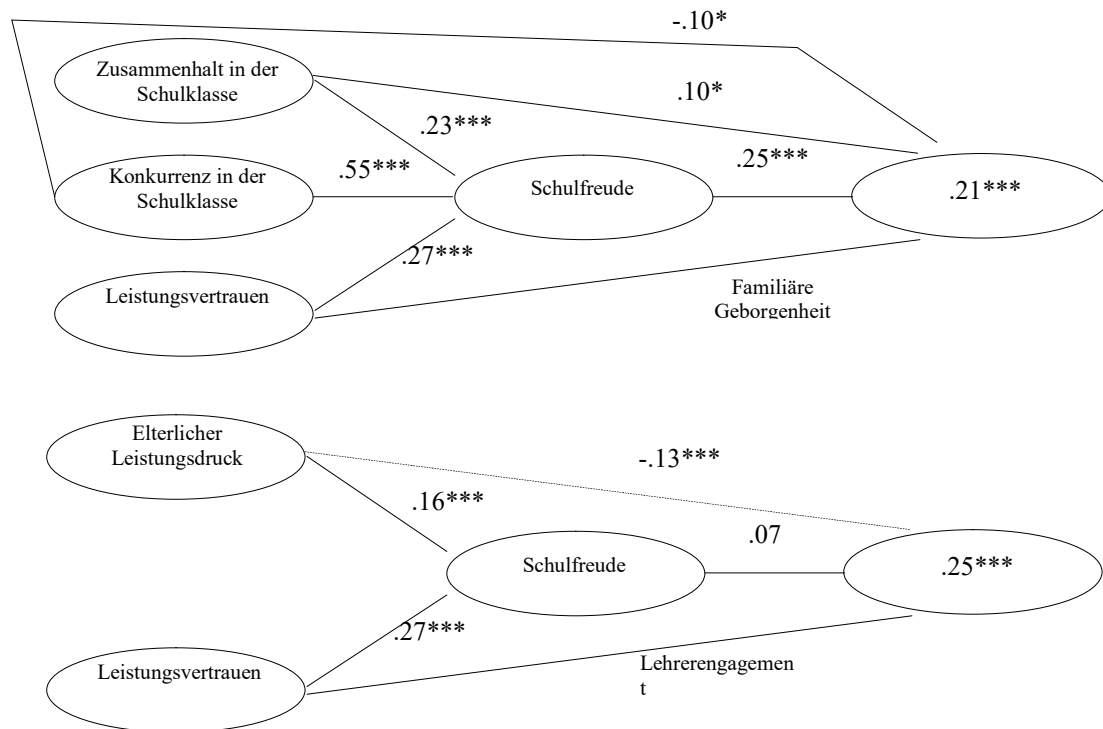 -.10*
Zusammenhalt in der
Schulklasse
.10*
.23***
.55***
.25***
Konkurrenz in der
Schulklasse
Schulfreude
.21***
.27***
Leistungsvertrauen
Familiäre
Geborgenheit
Elterlicher
Leistungsdruck
-.13***
.16***
.07
Schulfreude
.25***
.27***
Leistungsvertrauen
Lehrerengagemen
t